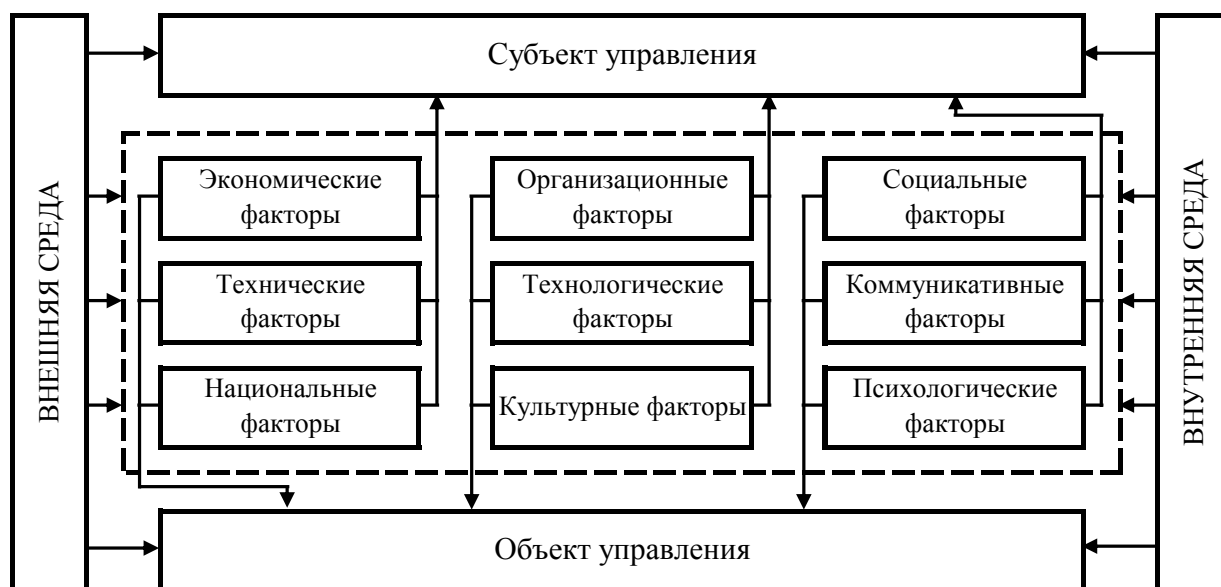 Субъект управления
ВНЕШНЯЯ СРЕДА
Экономические
факторы
Организационные
факторы
Социальные
факторы
Технические
факторы
Технологические
факторы
Коммуникативные
факторы
Национальные
факторы
Культурные факторы
Психологические
факторы
ВНУТРЕННЯЯ СРЕДА
Объект управления